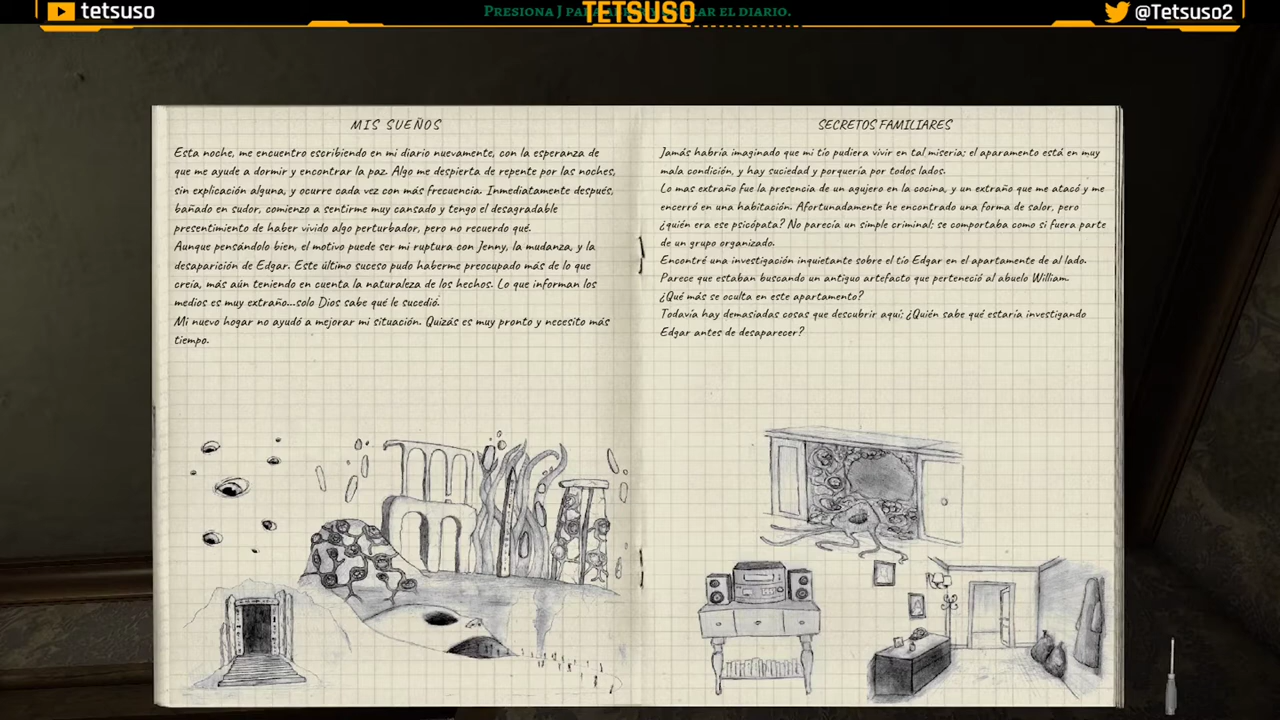 tetsuso
PRESIONA J PA
TETSUSO
AR EL DIARIO.
@Tetsuso2
MIS SUEÑOS
Esta noche, me encuentro escribiendo en mi diario nuevamente, con la esperanza de
que me ayude a dormir y encontrar la paz. Algo me despierta de repente por las noches,
sin explicación alguna, y ocurre cada vez con más frecuencia. Inmediatamente después,
bañado en sudor, comienzo a sentirme muy cansado y tengo el desagradable
presentimiento de haber vivido algo perturbador, pero no recuerdo qué.
Aunque pensándolo bien, el motivo puede ser mi ruptura con Jenny, la mudanza, y la
desaparición de Edgar. Este último suceso pudo haberme preocupado más de lo que
creía, más aún teniendo en cuenta la naturaleza de los hechos. Lo que informan los
medios es muy extraño...solo Dios sabe qué le sucedió.
Mi nuevo hogar no ayudó a mejorar mi situación. Quizás es muy pronto y necesito más
tiempo.
SECRETOS FAMILIARES
Jamás habría imaginado que mi tío pudiera vivir en tal miseria; el aparamento está en muy
mala condición, y hay suciedad y porquería por todos lados.
Lo mas extraño fue la presencia de un agujero en la cocina, y un extraño que me atacó y me
encerró en una habitación. Afortunadamente he encontrado una forma de salor, pero
¿quién era ese psicópata? No parecía un simple criminal; se comportaba como si fuera parte
de un grupo organizado.
Encontré una investigación inquietante sobre el tío Edgar en el apartamente de al lado.
Parece que estaban buscando un antiguo artefacto que perteneció al abuelo William.
¿Qué más se oculta en este apartamento?
Todavía hay demasiadas cosas que descubrir aquí; ¿Quién sabe qué estaría investigando
Edgar antes de desaparecer?